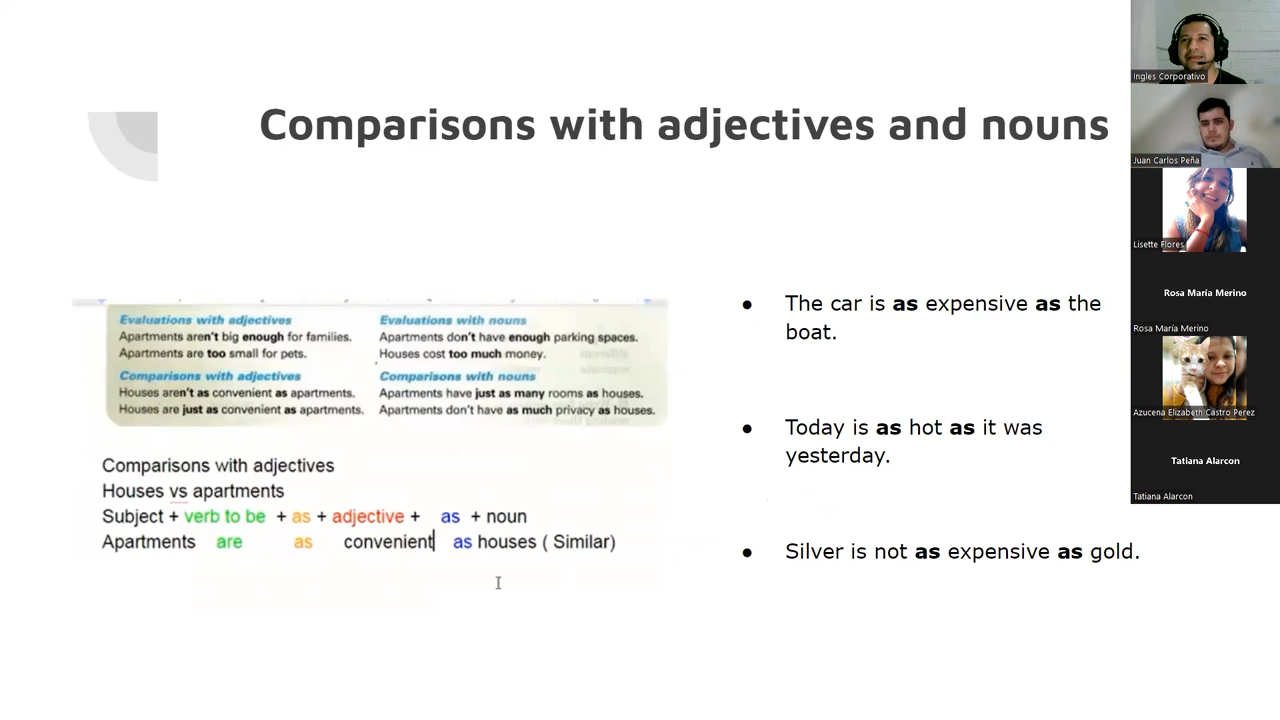 Comparisons with adjectives and nouns
Evaluations with adjectives
Apartments aren't big enough for families.
Apartments are too small for pets.
Comparisons with adjectives
Houses aren't as convenient as apartments.
Houses are just as convenient as apartments.
Evaluations with nouns
Apartments don't have enough parking spaces.
Houses cost too much money.
Comparisons with nouns
Apartments have just as many rooms as houses.
Apartments don't have as much privacy as houses.
Comparisons with adjectives
Houses vs apartments
Subject + verb to be + as + adjective + as + noun
Apartments are as convenient as houses ( Similar)
● The car is as expensive as the
boat.
● Today is as hot as it was
yesterday.
● Silver is not as expensive as gold.
Ingles Corporativo
Juan Carlos Peña
Lisette Flores
Rosa María Merino
Rosa María Merino
Azucena Elizabeth Castro Perez
Tatiana Alarcon
Tatiana Alarcon